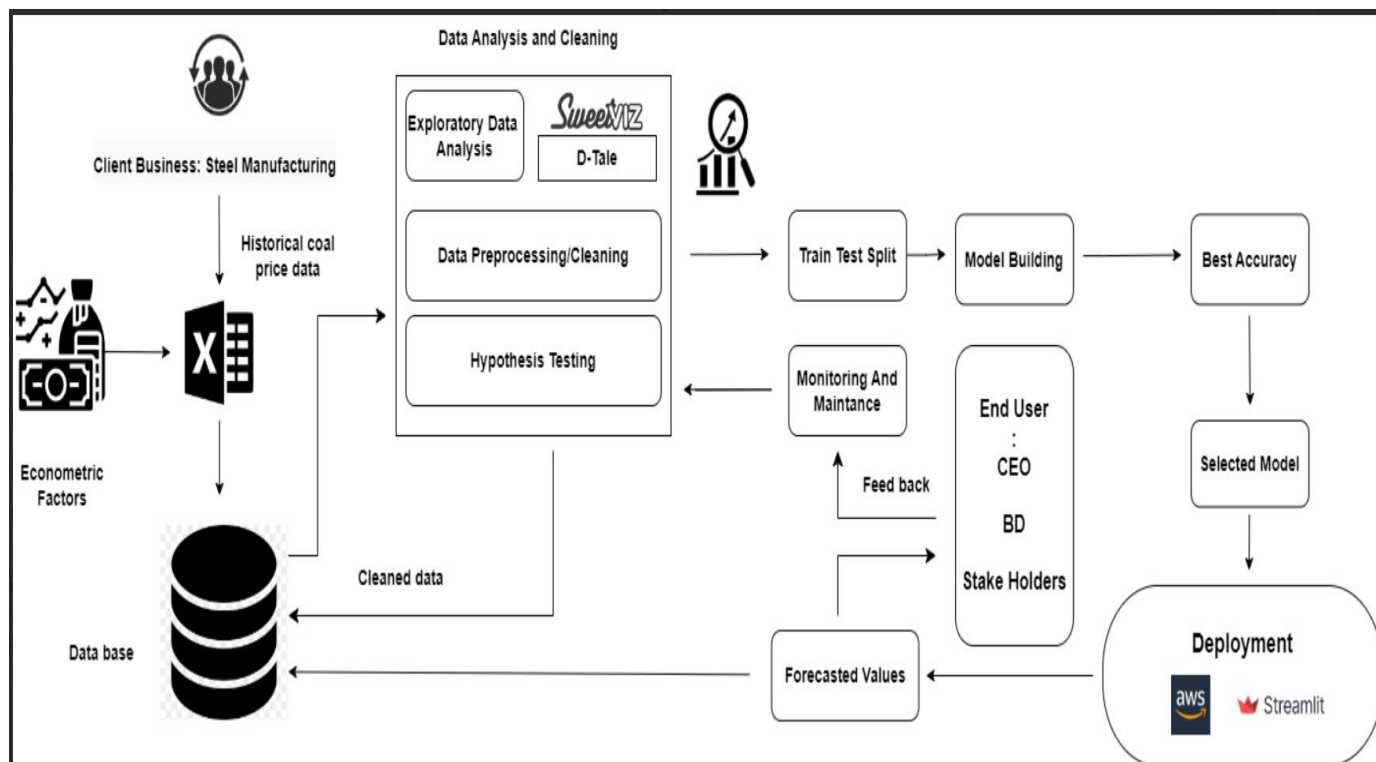 Data Analysis and Cleaning
Client Business: Steel Manufacturing
Historical coal
price data
X
Econometric
Factors
Data base
Exploratory Data
Analysis
SweetVIZ
D-Tale
Data Preprocessing/Cleaning
Hypothesis Testing
Cleaned data
Train Test Split
Model Building
Best Accuracy
Monitoring And
Maintance
Feed back
End User
:
CEO
BD
Stake Holders
Selected Model
Forecasted Values
Deployment
aws
Streamlit